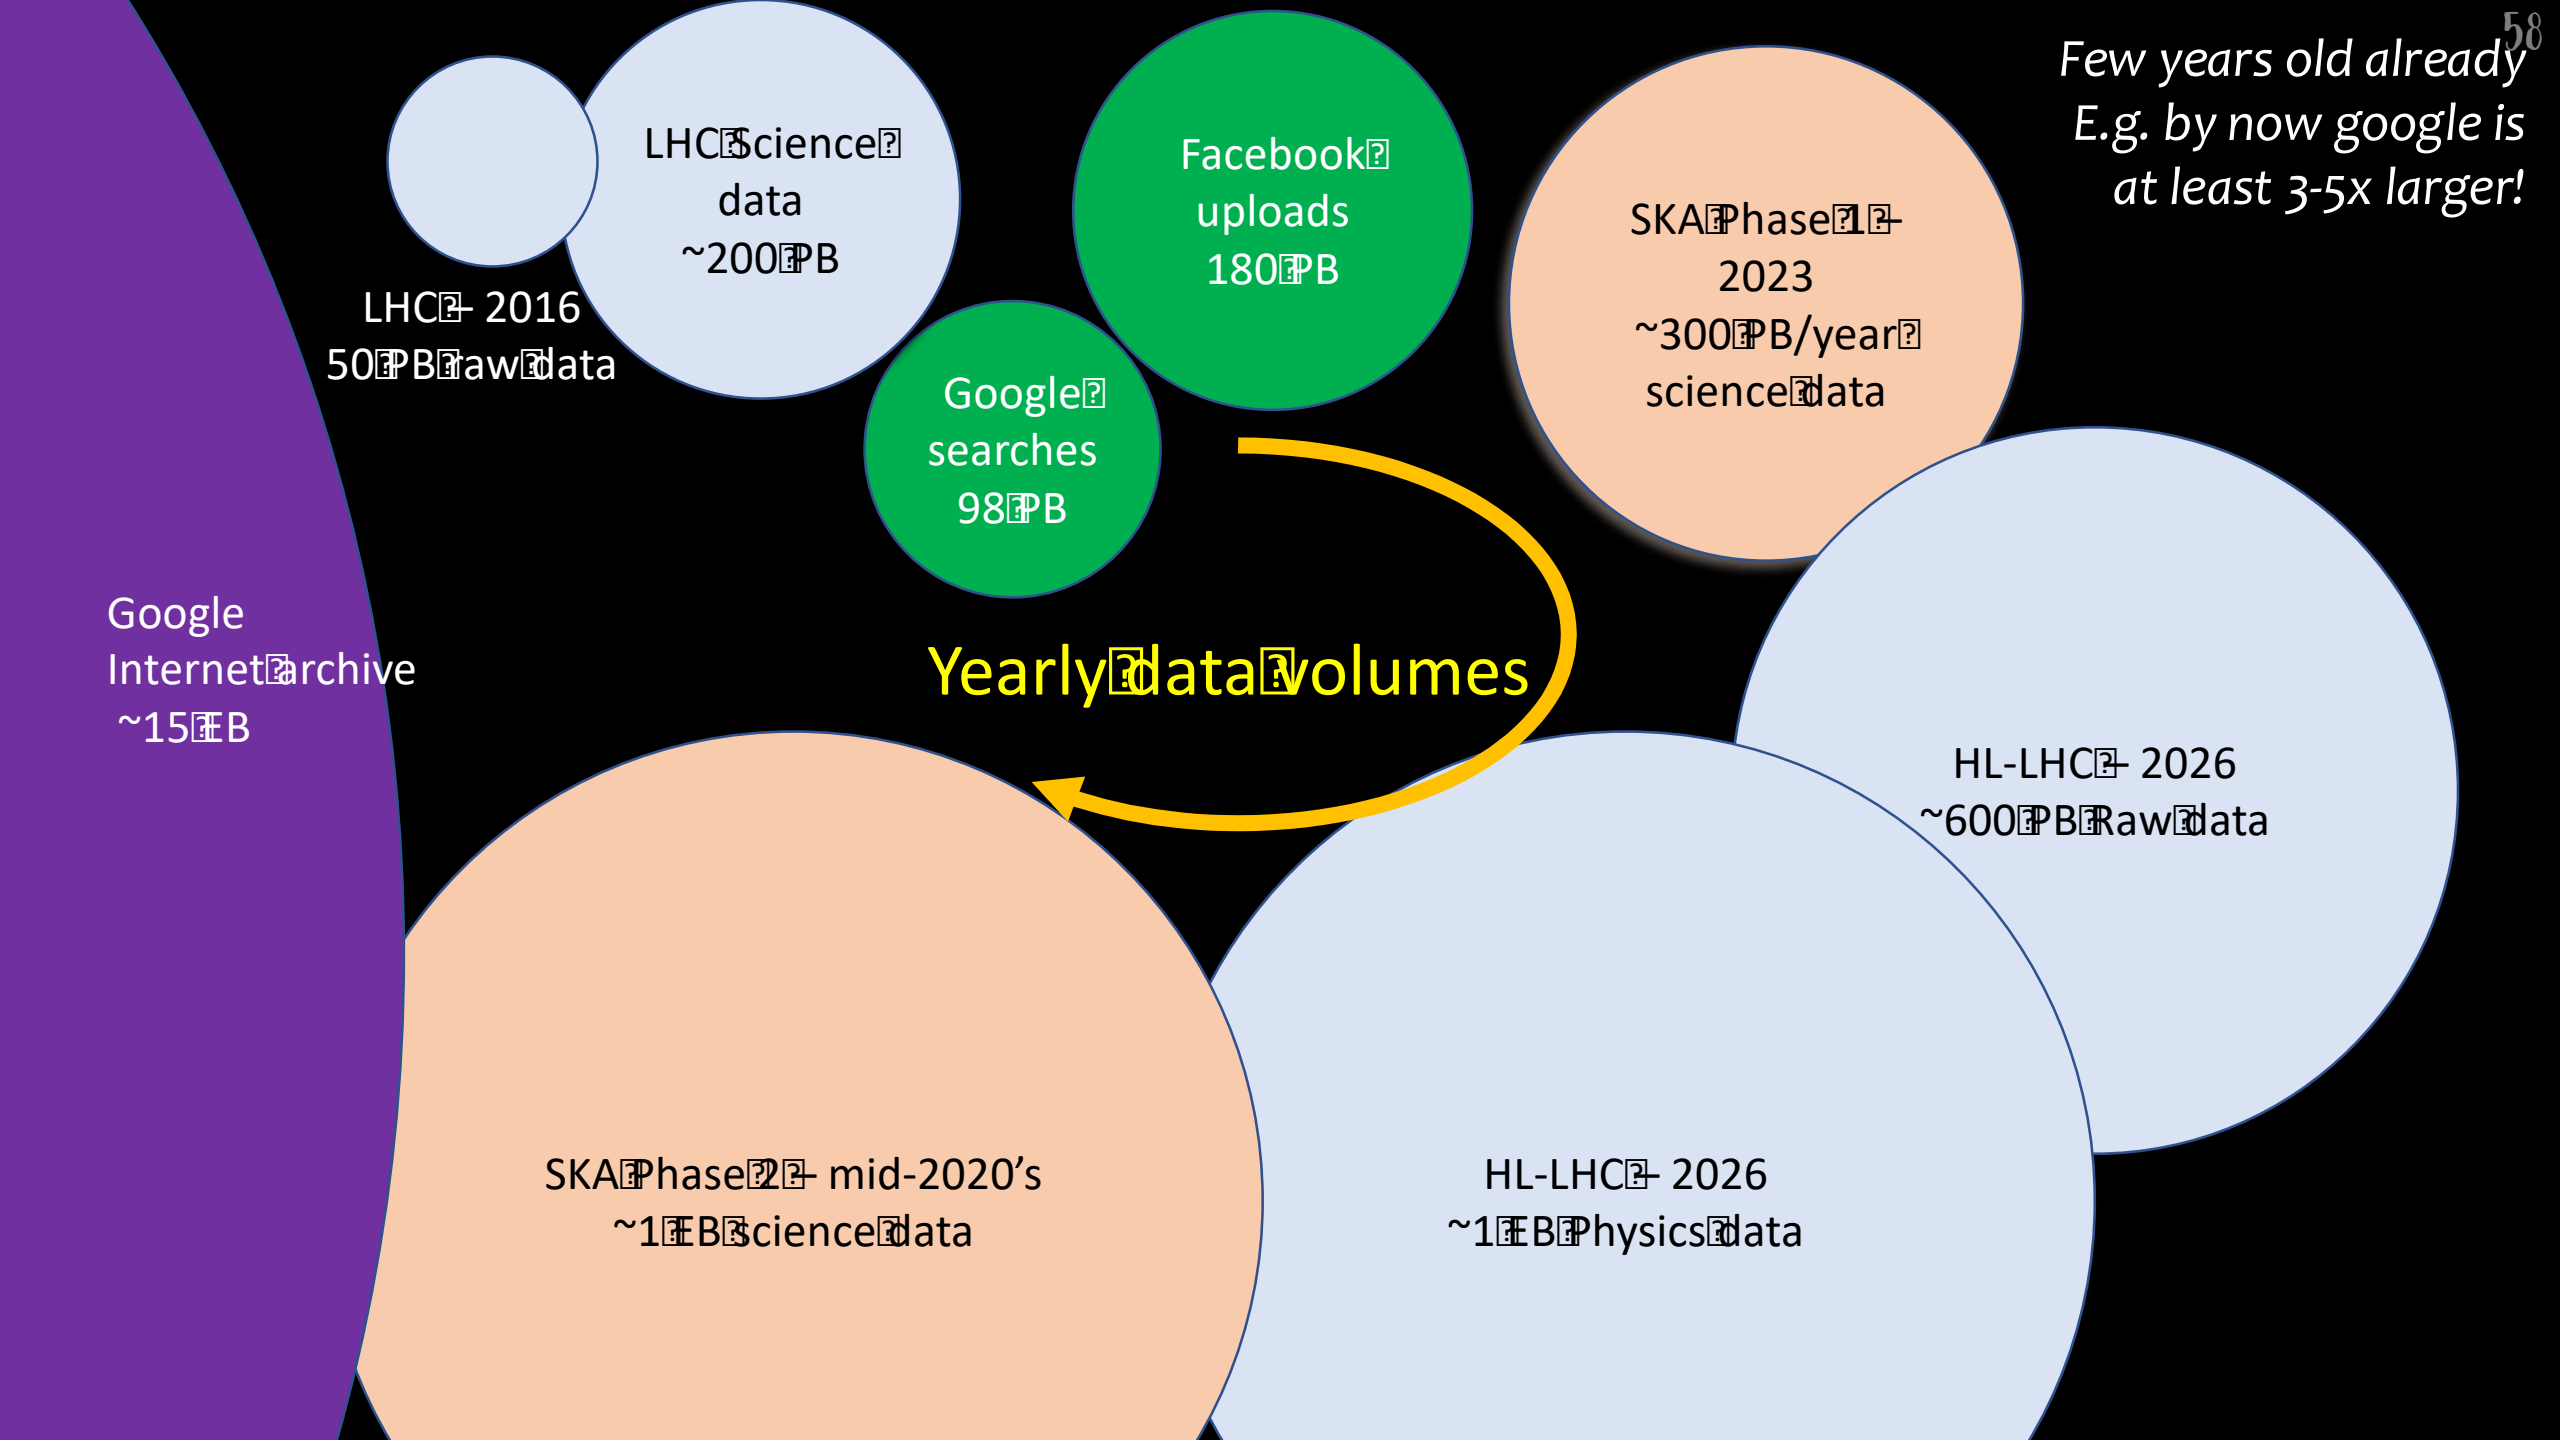 58
Few years old already
E.g. by now google is
at least 3-5x larger!
LHC Science
data
~200 PB
Facebook
uploads
180 PB
SKA Phase 1 –
2023
~300 PB/year
science data
LHC – 2016
50 PB raw data
Google
searches
98 PB
Google
Internet archive
~15 EB
Yearly data volumes
HL-LHC – 2026
~600 PB Raw data
SKA Phase 2 – mid-2020’s
~1 EB science data
HL-LHC – 2026
~1 EB Physics data